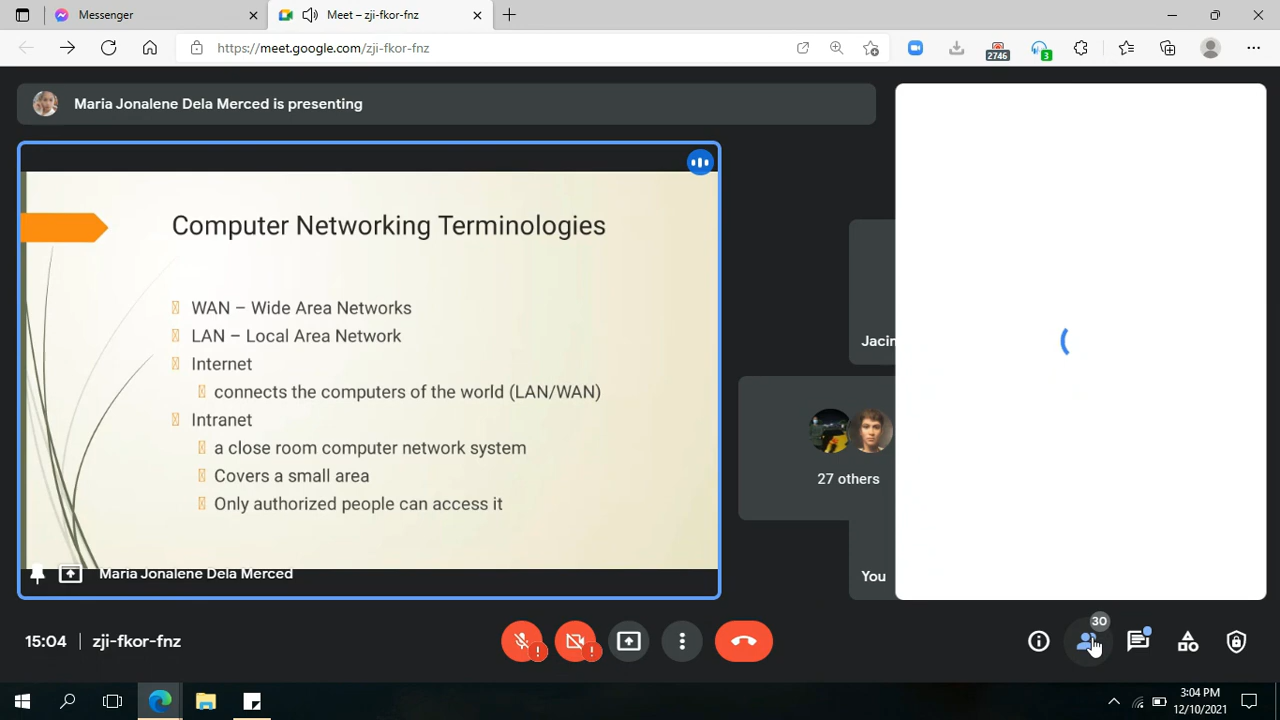 Messenger
Meet – zji-fkor-fnz
https://meet.google.com/zji-fkor-fnz
2746
3
Maria Jonalene Dela Merced is presenting
Computer Networking Terminologies
WAN – Wide Area Networks
LAN – Local Area Network
Internet
connects the computers of the world (LAN/WAN)
Intranet
a close room computer network system
Covers a small area
Only authorized people can access it
Maria Jonalene Dela Merced
Jacin
27 others
You
15:04 | zji-fkor-fnz
30
3:04 PM
12/10/2021